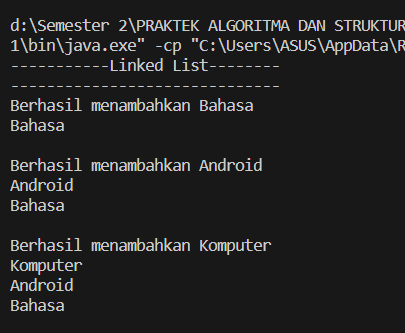 d:\Semester 2\PRAKTEK ALGORITMA DAN STRUKTUR
1\bin\java.exe" -cp "C:\Users\ASUS\AppData\R
-----------Linked List--------
------------------------------
Berhasil menambahkan Bahasa
Bahasa
Berhasil menambahkan Android
Android
Bahasa
Berhasil menambahkan Komputer
Komputer
Android
Bahasa